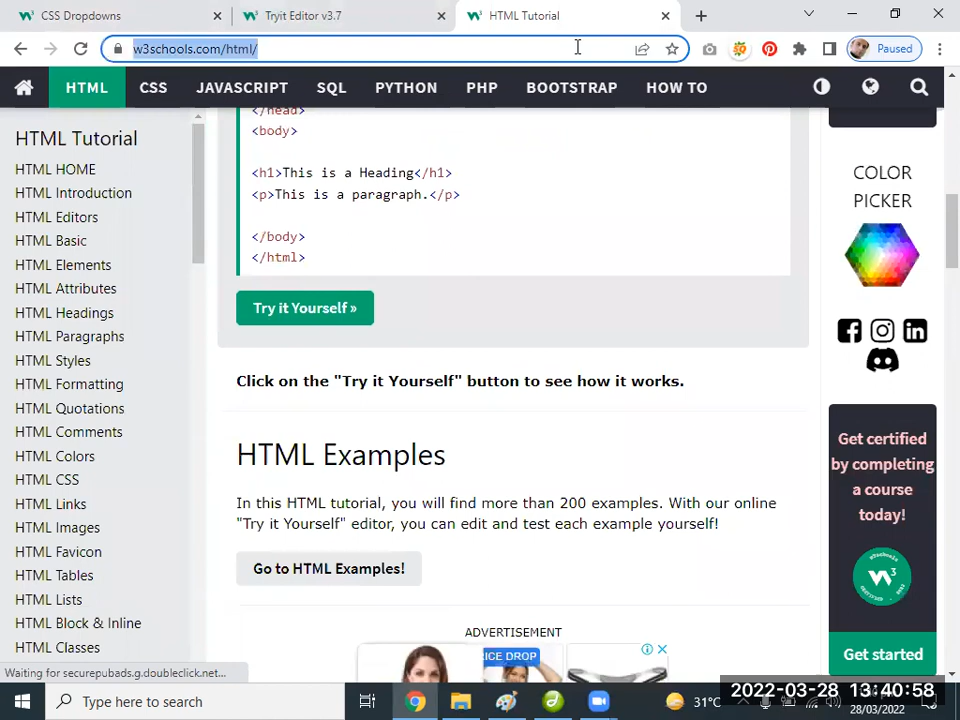 CSS Dropdowns
Tryit Editor v3.7
HTML Tutorial
w3schools.com/html/
Paused
HTML CSS JAVASCRIPT SQL PYTHON PHP BOOTSTRAP HOW TO
HTML Tutorial
HTML HOME
HTML Introduction
HTML Editors
HTML Basic
HTML Elements
HTML Attributes
HTML Headings
HTML Paragraphs
HTML Styles
HTML Formatting
HTML Quotations
HTML Comments
HTML Colors
HTML CSS
HTML Links
HTML Images
HTML Favicon
HTML Tables
HTML Lists
HTML Block & Inline
HTML Classes
Waiting for securepubads.g.doubleclick.net...
</head>
<body>
<h1>This is a Heading</h1>
<p>This is a paragraph.</p>
</body>
</html>
Try it Yourself »
Click on the "Try it Yourself" button to see how it works.
HTML Examples
In this HTML tutorial, you will find more than 200 examples. With our online
"Try it Yourself" editor, you can edit and test each example yourself!
Go to HTML Examples!
ADVERTISEMENT
RICE DROP
COLOR
PICKER
Get certified
by completing
a course
today!
Get started
Type here to search
31°C
2022-03-28 13:40:58
28/03/2022